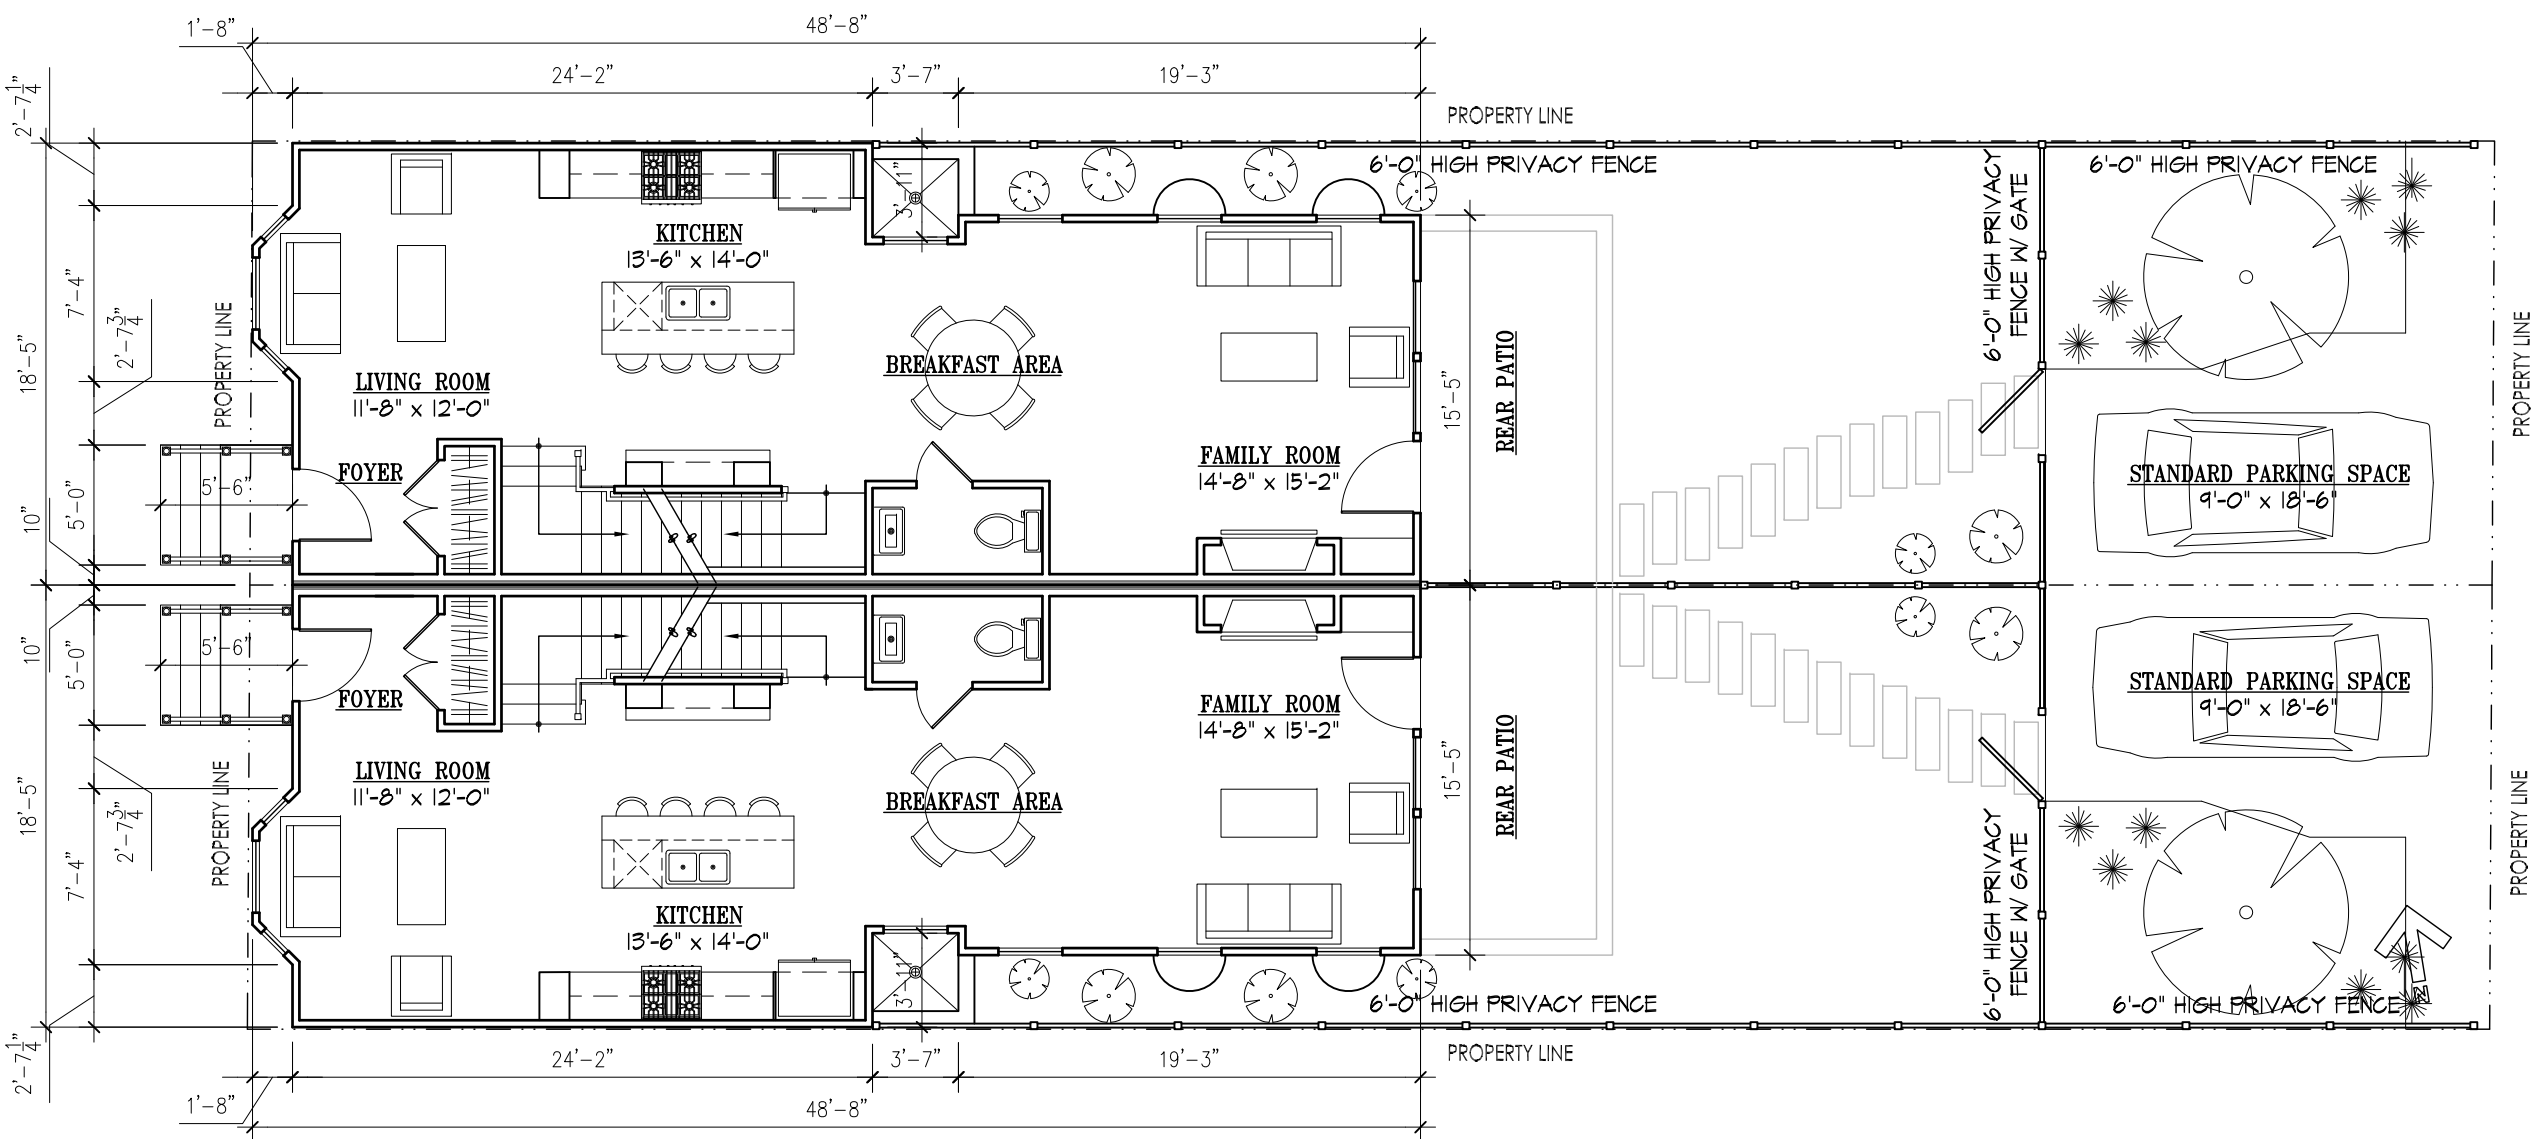 1'-8"
48'-8"
24'-2"
3'-7"
19'-3"
2'-7 1/4"
PROPERTY LINE
6'-0" HIGH PRIVACY FENCE
6'-0" HIGH PRIVACY FENCE
6'-0" HIGH PRIVACY
FENCE W/ GATE
3'-11"
KITCHEN
13'-6" x 14'-0"
7'-4"
2'-7 3/4"
18'-5"
PROPERTY LINE
PROPERTY LINE
LIVING ROOM
11'-8" x 12'-0"
BREAKFAST AREA
15'-5"
REAR PATIO
FAMILY ROOM
14'-8" x 15'-2"
FOYER
5'-6"
5'-0"
10"
STANDARD PARKING SPACE
9'-0" x 18'-6"
10"
5'-0"
5'-6"
FOYER
STANDARD PARKING SPACE
9'-0" x 18'-6"
FAMILY ROOM
14'-8" x 15'-2"
15'-5"
REAR PATIO
LIVING ROOM
11'-8" x 12'-0"
BREAKFAST AREA
PROPERTY LINE
PROPERTY LINE
18'-5"
2'-7 3/4"
7'-4"
KITCHEN
13'-6" x 14'-0"
3'-11"
6'-0" HIGH PRIVACY
FENCE W/ GATE
6'-0" HIGH PRIVACY FENCE
6'-0" HIGH PRIVACY FENCE
N
PROPERTY LINE
2'-7 1/4"
24'-2"
3'-7"
19'-3"
1'-8"
48'-8"